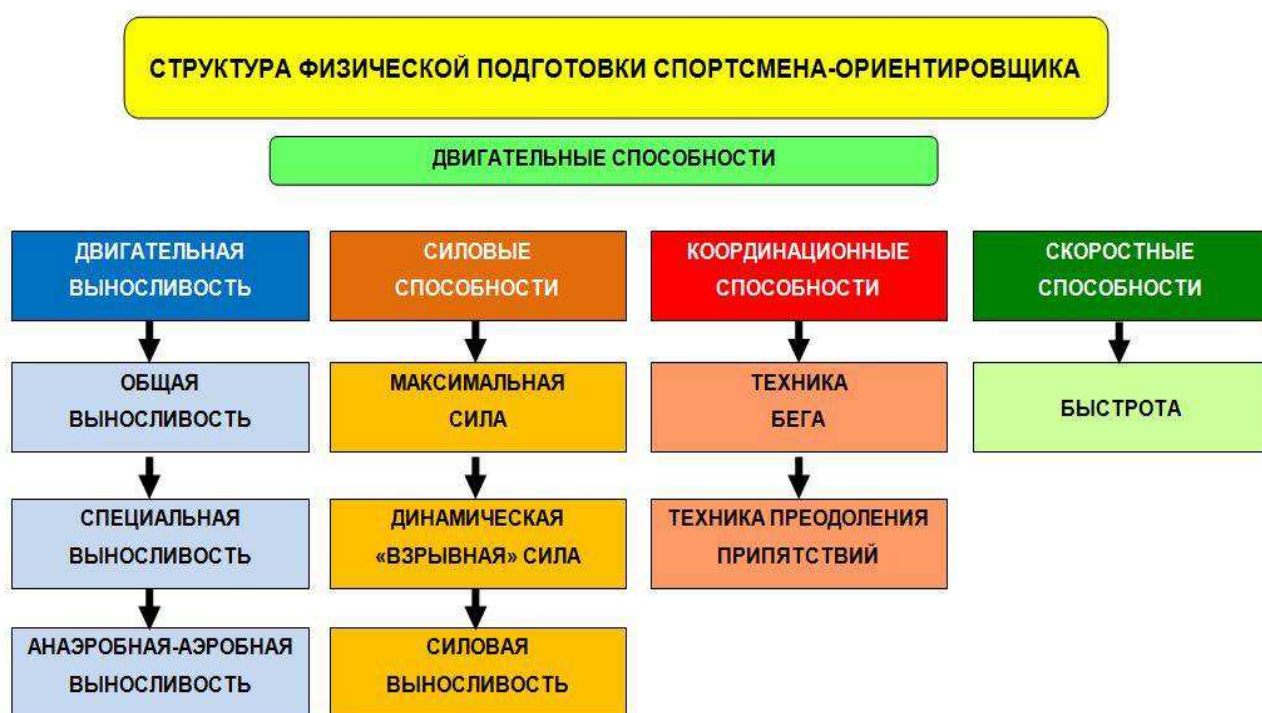 СТРУКТУРА ФИЗИЧЕСКОЙ ПОДГОТОВКИ СПОРТСМЕНА-ОРИЕНТИРОВЩИКА
ДВИГАТЕЛЬНЫЕ СПОСОБНОСТИ
ДВИГАТЕЛЬНАЯ
ВЫНОСЛИВОСТЬ
ОБЩАЯ
ВЫНОСЛИВОСТЬ
СПЕЦИАЛЬНАЯ
ВЫНОСЛИВОСТЬ
АНАЭРОБНАЯ-АЭРОБНАЯ
ВЫНОСЛИВОСТЬ
СИЛОВЫЕ
СПОСОБНОСТИ
МАКСИМАЛЬНАЯ
СИЛА
ДИНАМИЧЕСКАЯ
«ВЗРЫВНАЯ» СИЛА
СИЛОВАЯ
ВЫНОСЛИВОСТЬ
КООРДИНАЦИОННЫЕ
СПОСОБНОСТИ
ТЕХНИКА
БЕГА
ТЕХНИКА ПРЕОДОЛЕНИЯ
ПРИПЯТСТВИЙ
СКОРОСТНЫЕ
СПОСОБНОСТИ
БЫСТРОТА